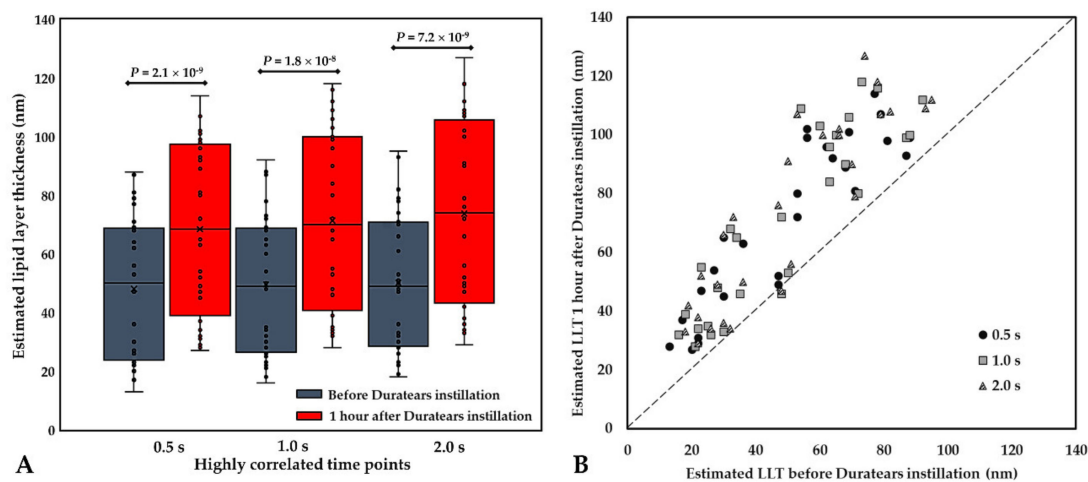 140
120
100
80
60
40
20
0
Estimated lipid layer thickness (nm)
P = 2.1 × 10-9
P = 1.8 × 10-8
P = 7.2 × 10-9
Before Duratears instillation
1 hour after Duratears instillation
0.5 s
1.0 s
2.0 s
Highly correlated time points
A
140
120
100
80
60
40
20
0
Estimated LLT 1 hour after Duratears instillation (nm)
0.5 s
1.0 s
2.0 s
0 20 40 60 80 100 120 140
Estimated LLT before Duratears instillation (nm)
B